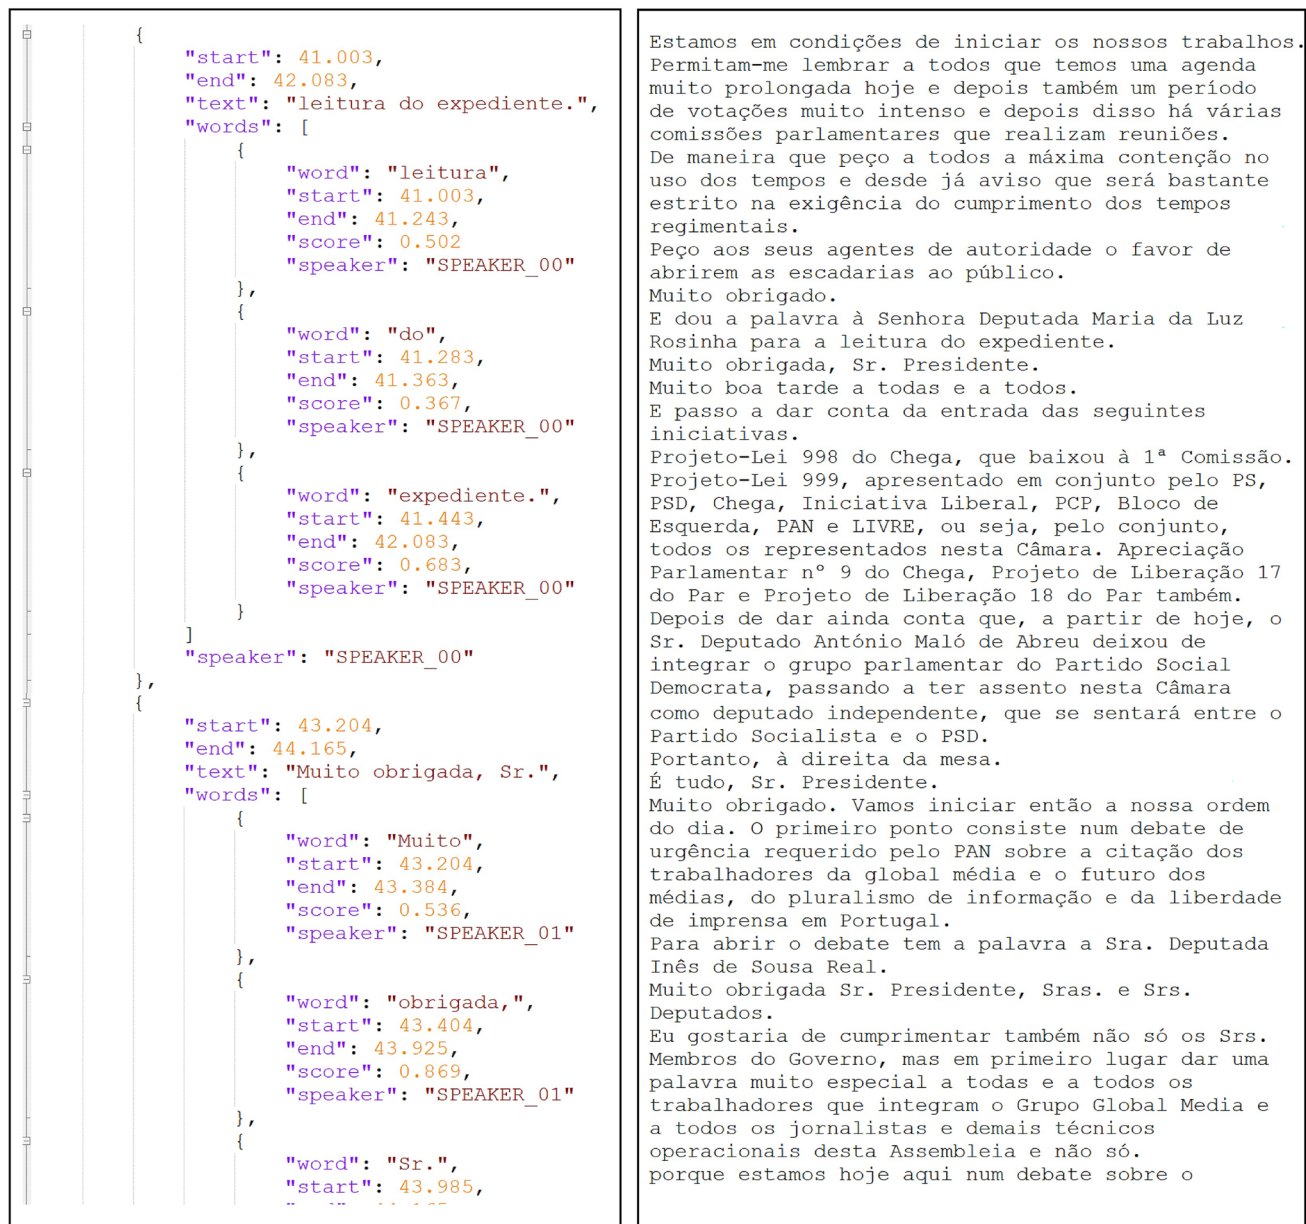 {
"start": 41.003,
"end": 42.083,
"text": "leitura do expediente.",
"words": [
{
"word": "leitura",
"start": 41.003,
"end": 41.243,
"score": 0.502
"speaker": "SPEAKER_00"
},
{
"word": "do",
"start": 41.283,
"end": 41.363,
"score": 0.367,
"speaker": "SPEAKER_00"
},
{
"word": "expediente.",
"start": 41.443,
"end": 42.083,
"score": 0.683,
"speaker": "SPEAKER_00"
}
]
"speaker": "SPEAKER_00"
},
{
"start": 43.204,
"end": 44.165,
"text": "Muito obrigada, Sr.",
"words": [
{
"word": "Muito",
"start": 43.204,
"end": 43.384,
"score": 0.536,
"speaker": "SPEAKER_01"
},
{
"word": "obrigada,",
"start": 43.404,
"end": 43.925,
"score": 0.869,
"speaker": "SPEAKER_01"
},
{
"word": "Sr.",
"start": 43.985,
Estamos em condições de iniciar os nossos trabalhos.
Permitam-me lembrar a todos que temos uma agenda
muito prolongada hoje e depois também um período
de votações muito intenso e depois disso há várias
comissões parlamentares que realizam reuniões.
De maneira que peço a todos a máxima contenção no
uso dos tempos e desde já aviso que será bastante
estrito na exigência do cumprimento dos tempos
regimentais.
Peço aos seus agentes de autoridade o favor de
abrirem as escadarias ao público.
Muito obrigado.
E dou a palavra à Senhora Deputada Maria da Luz
Rosinha para a leitura do expediente.
Muito obrigada, Sr. Presidente.
Muito boa tarde a todas e a todos.
E passo a dar conta da entrada das seguintes
iniciativas.
Projeto-Lei 998 do Chega, que baixou à 1ª Comissão.
Projeto-Lei 999, apresentado em conjunto pelo PS,
PSD, Chega, Iniciativa Liberal, PCP, Bloco de
Esquerda, PAN e LIVRE, ou seja, pelo conjunto,
todos os representados nesta Câmara. Apreciação
Parlamentar nº 9 do Chega, Projeto de Liberação 17
do Par e Projeto de Liberação 18 do Par também.
Depois de dar ainda conta que, a partir de hoje, o
Sr. Deputado António Maló de Abreu deixou de
integrar o grupo parlamentar do Partido Social
Democrata, passando a ter assento nesta Câmara
como deputado independente, que se sentará entre o
Partido Socialista e o PSD.
Portanto, à direita da mesa.
É tudo, Sr. Presidente.
Muito obrigado. Vamos iniciar então a nossa ordem
do dia. O primeiro ponto consiste num debate de
urgência requerido pelo PAN sobre a citação dos
trabalhadores da global média e o futuro dos
médias, do pluralismo de informação e da liberdade
de imprensa em Portugal.
Para abrir o debate tem a palavra a Sra. Deputada
Inês de Sousa Real.
Muito obrigada Sr. Presidente, Sras. e Srs.
Deputados.
Eu gostaria de cumprimentar também não só os Srs.
Membros do Governo, mas em primeiro lugar dar uma
palavra muito especial a todas e a todos os
trabalhadores que integram o Grupo Global Media e
a todos os jornalistas e demais técnicos
operacionais desta Assembleia e não só.
porque estamos hoje aqui num debate sobre o